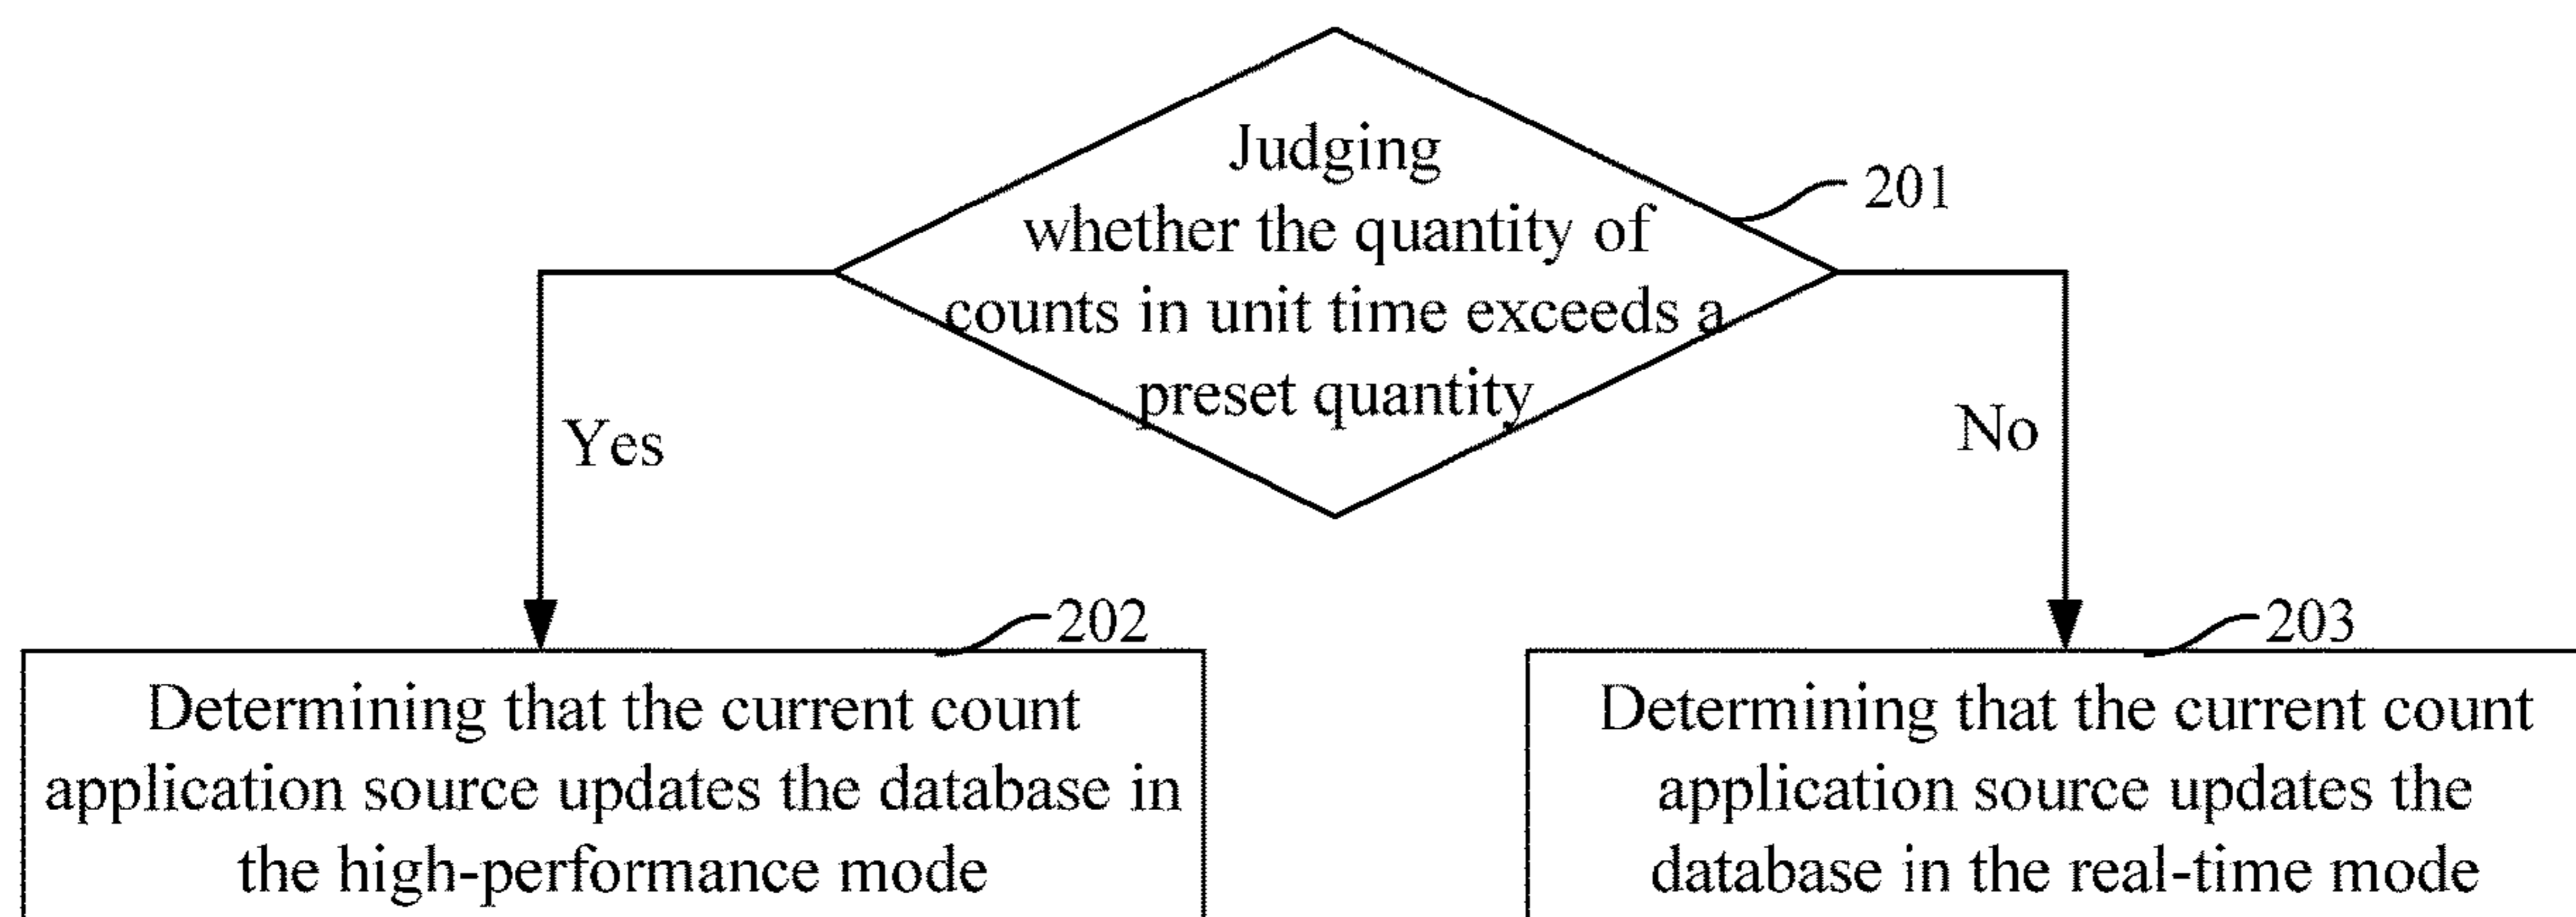 Judging
whether the quantity of
counts in unit time exceeds a
preset quantity
201
Yes
No
202
Determining that the current count
application source updates the database in
the high-performance mode
203
Determining that the current count
application source updates the
database in the real-time mode